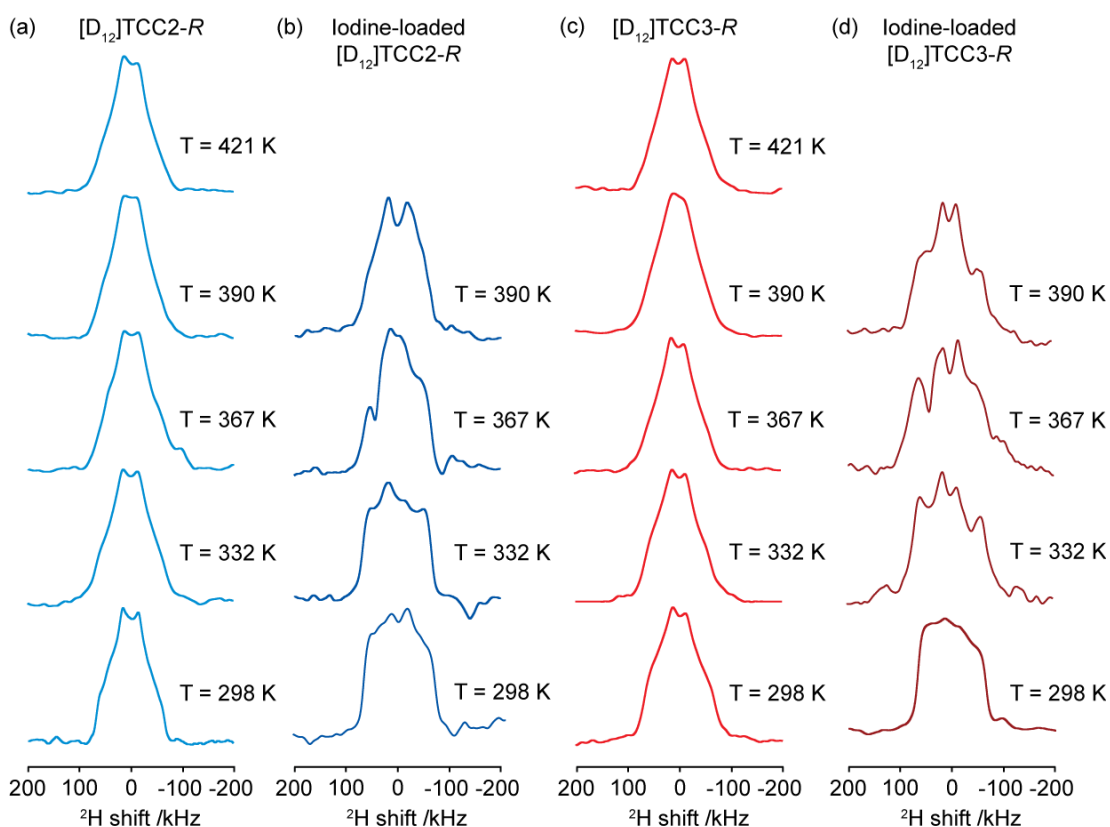 (a) [D12]TCC2-R
T = 421 K
T = 390 K
T = 367 K
T = 332 K
T = 298 K
200 100 0 -100 -200
²H shift /kHz
(b) Iodine-loaded
[D12]TCC2-R
T = 390 K
T = 367 K
T = 332 K
T = 298 K
200 100 0 -100 -200
²H shift /kHz
(c) [D12]TCC3-R
T = 421 K
T = 390 K
T = 367 K
T = 332 K
T = 298 K
200 100 0 -100 -200
²H shift /kHz
(d) Iodine-loaded
[D12]TCC3-R
T = 390 K
T = 367 K
T = 332 K
T = 298 K
200 100 0 -100 -200
²H shift /kHz